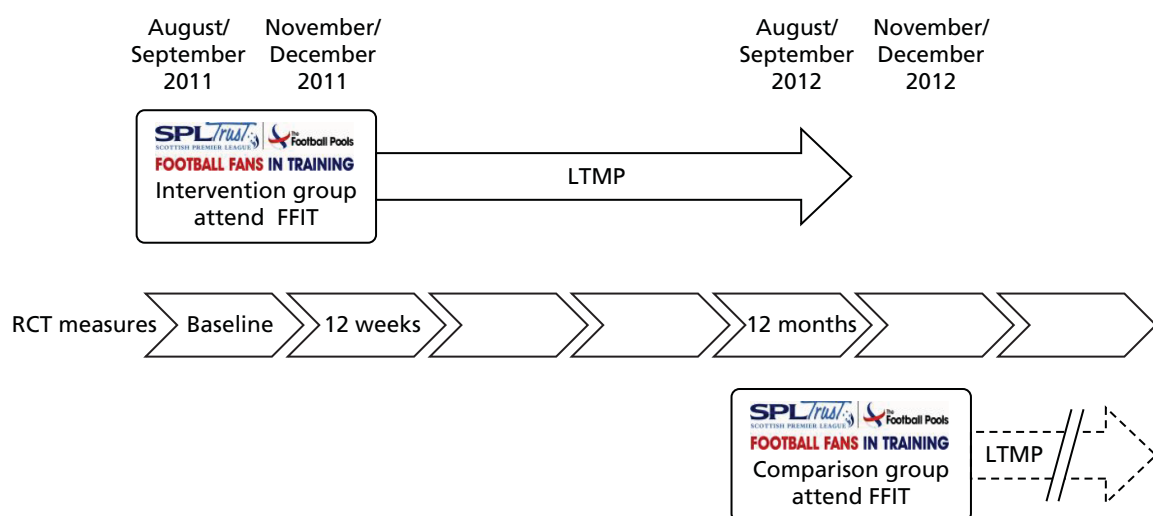 August/
September
2011
November/
December
2011
August/
September
2012
November/
December
2012
SPL Trust
SCOTTISH PREMIER LEAGUE
The
Football Pools
FOOTBALL FANS IN TRAINING
Intervention group
attend FFIT
LTMP
RCT measures
Baseline
12 weeks
12 months
SPL Trust
SCOTTISH PREMIER LEAGUE
The
Football Pools
FOOTBALL FANS IN TRAINING
Comparison group
attend FFIT
LTMP